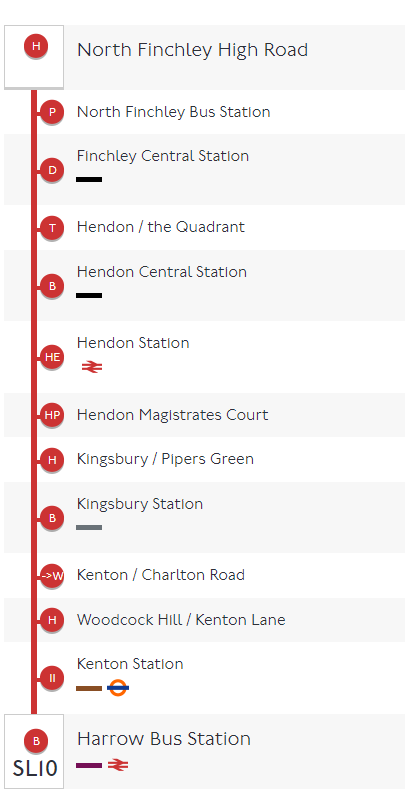 H North Finchley High Road
P North Finchley Bus Station
D Finchley Central Station
T Hendon / the Quadrant
B Hendon Central Station
HE Hendon Station
HP Hendon Magistrates Court
H Kingsbury / Pipers Green
B Kingsbury Station
->W Kenton / Charlton Road
H Woodcock Hill / Kenton Lane
II Kenton Station
B Harrow Bus Station
SL10